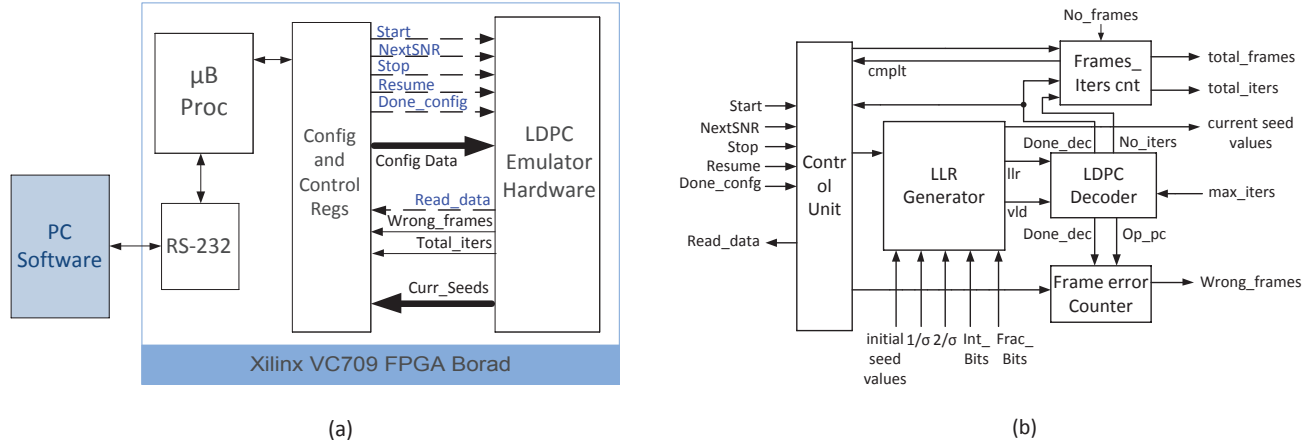 µB
Proc
RS-232
PC
Software
Config
and
Control
Regs
Start
NextSNR
Stop
Resume
Done_config
Config Data
Read_data
Wrong_frames
Total_iters
Curr_Seeds
LDPC
Emulator
Hardware
Xilinx VC709 FPGA Borad
(a)
No_frames
cmplt
Frames_
Iters cnt
total_frames
total_iters
Start
NextSNR
Stop
Resume
Done_confg
Read_data
Contr
ol
Unit
LLR
Generator
current seed
values
Done_dec
No_iters
llr
vld
LDPC
Decoder
max_iters
Done_dec
Op_pc
Frame error
Counter
Wrong_frames
initial
seed
values
1/σ
2/σ
Int_
Bits
Frac_
Bits
(b)